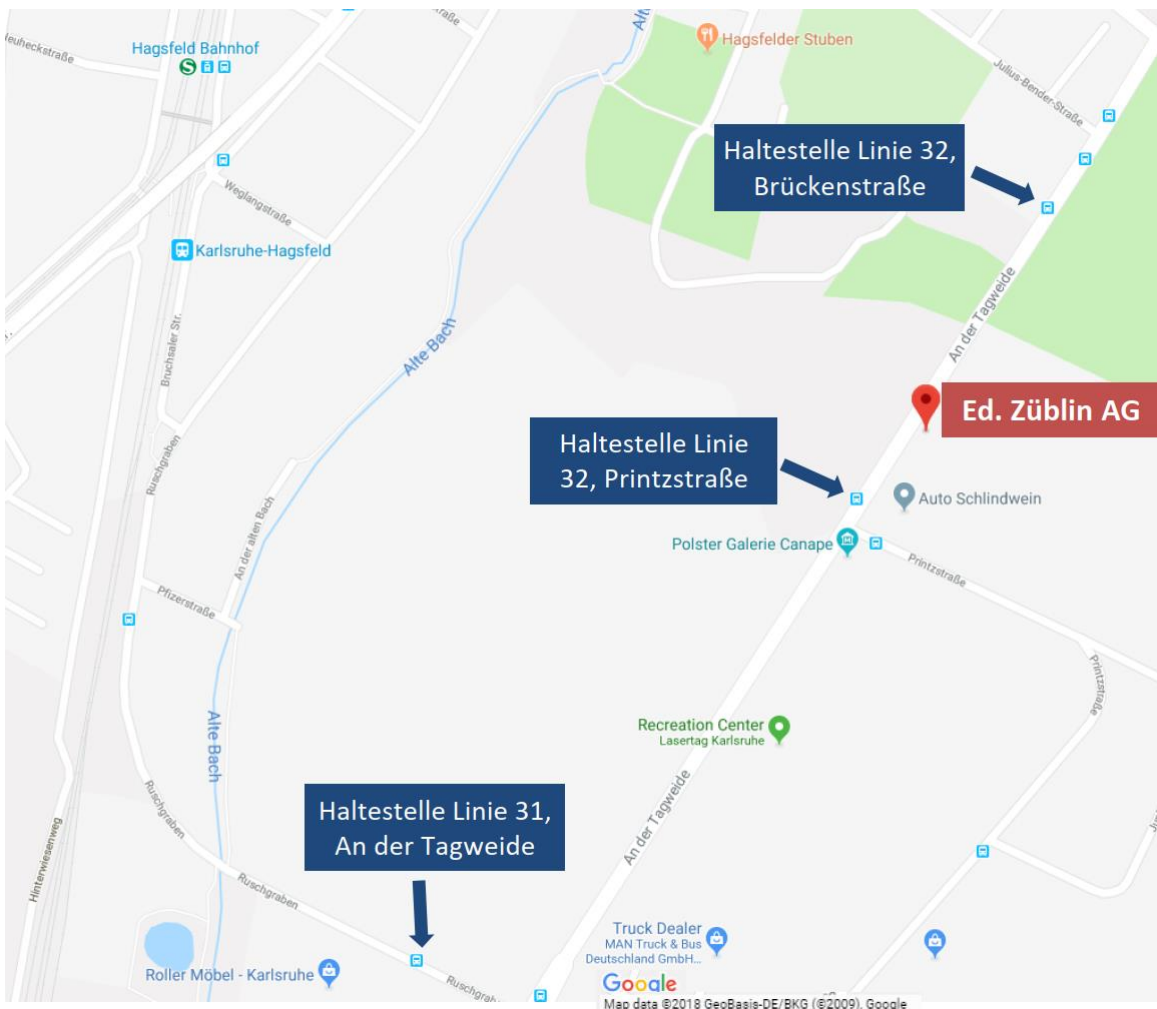 Hagsfelder Stuben
Hagsfeld Bahnhof
S
Julius-Bender-Straße
Haltestelle Linie 32,
Brückenstraße
Weglangstraße
Karlsruhe-Hagsfeld
An der Tagweide
Bruchsaler Str.
Alte Bach
Ed. Züblin AG
Haltestelle Linie
32, Printzstraße
Ruschgraben
Auto Schlindwein
An der alten Bach
Polster Galerie Canape
Printzstraße
Pfizerstraße
Printzstraße
Alte Bach
Recreation Center
Lasertag Karlsruhe
Ruschgraben
Haltestelle Linie 31,
An der Tagweide
An der Tagweide
Hinterwiesenweg
Ruschgraben
Truck Dealer
MAN Truck & Bus
Deutschland GmbH...
Roller Möbel - Karlsruhe
Google
Map data ©2018 GeoBasis-DE/BKG (©2009), Google